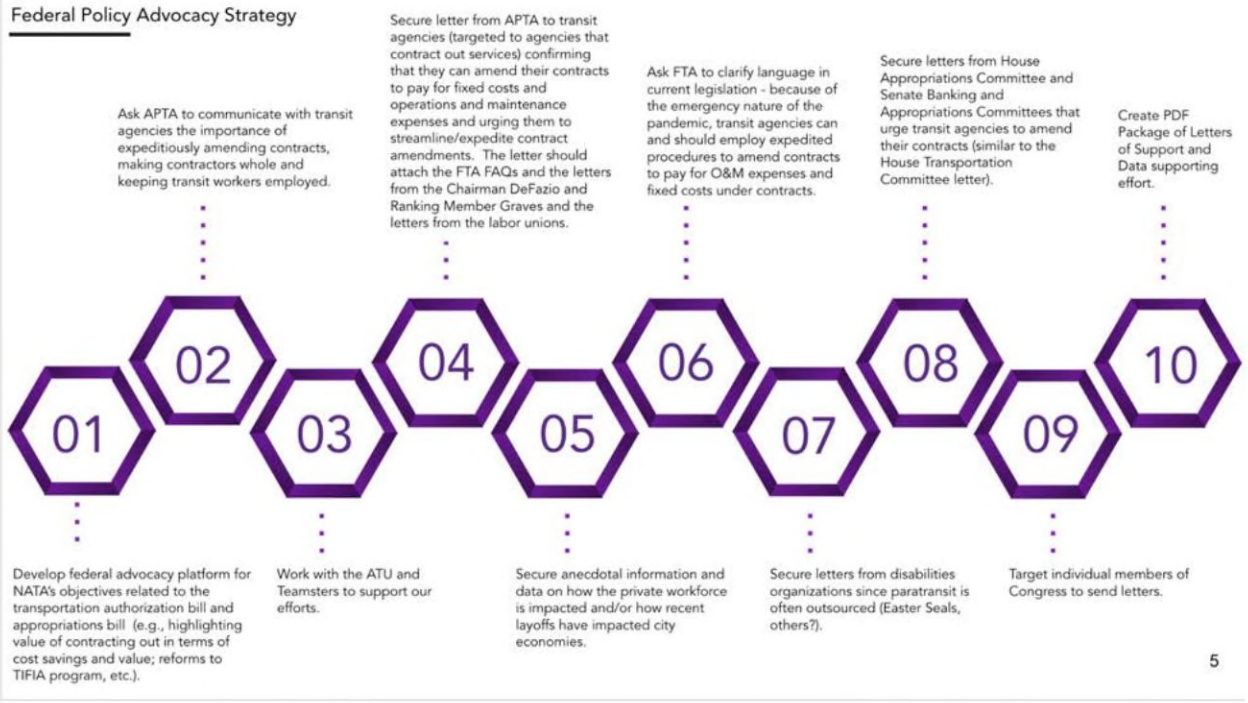 Federal Policy Advocacy Strategy
Ask APTA to communicate with transit
agencies the importance of
expeditiously amending contracts,
making contractors whole and
keeping transit workers employed.
Secure letter from APTA to transit
agencies (targeted to agencies that
contract out services) confirming
that they can amend their contracts
to pay for fixed costs and
operations and maintenance
expenses and urging them to
streamline/expedite contract
amendments. The letter should
attach the FTA FAQs and the letters
from the Chairman DeFazio and
Ranking Member Graves and the
letters from the labor unions.
Ask FTA to clarify language in
current legislation - because of
the emergency nature of the
pandemic, transit agencies can
and should employ expedited
procedures to amend contracts
to pay for O&M expenses and
fixed costs under contracts.
Secure letters from House
Appropriations Committee and
Senate Banking and
Appropriations Committees that
urge transit agencies to amend
their contracts (similar to the
House Transportation
Committee letter).
Create PDF
Package of Letters
of Support and
Data supporting
effort.
01
02
03
04
05
06
07
08
09
10
Develop federal advocacy platform for
NATA's objectives related to the
transportation authorization bill and
appropriations bill (e.g., highlighting
value of contracting out in terms of
cost savings and value; reforms to
TIFIA program, etc.).
Work with the ATU and
Teamsters to support our
efforts.
Secure anecdotal information and
data on how the private workforce
is impacted and/or how recent
layoffs have impacted city
economies.
Secure letters from disabilities
organizations since paratransit is
often outsourced (Easter Seals,
others?).
Target individual members of
Congress to send letters.
5